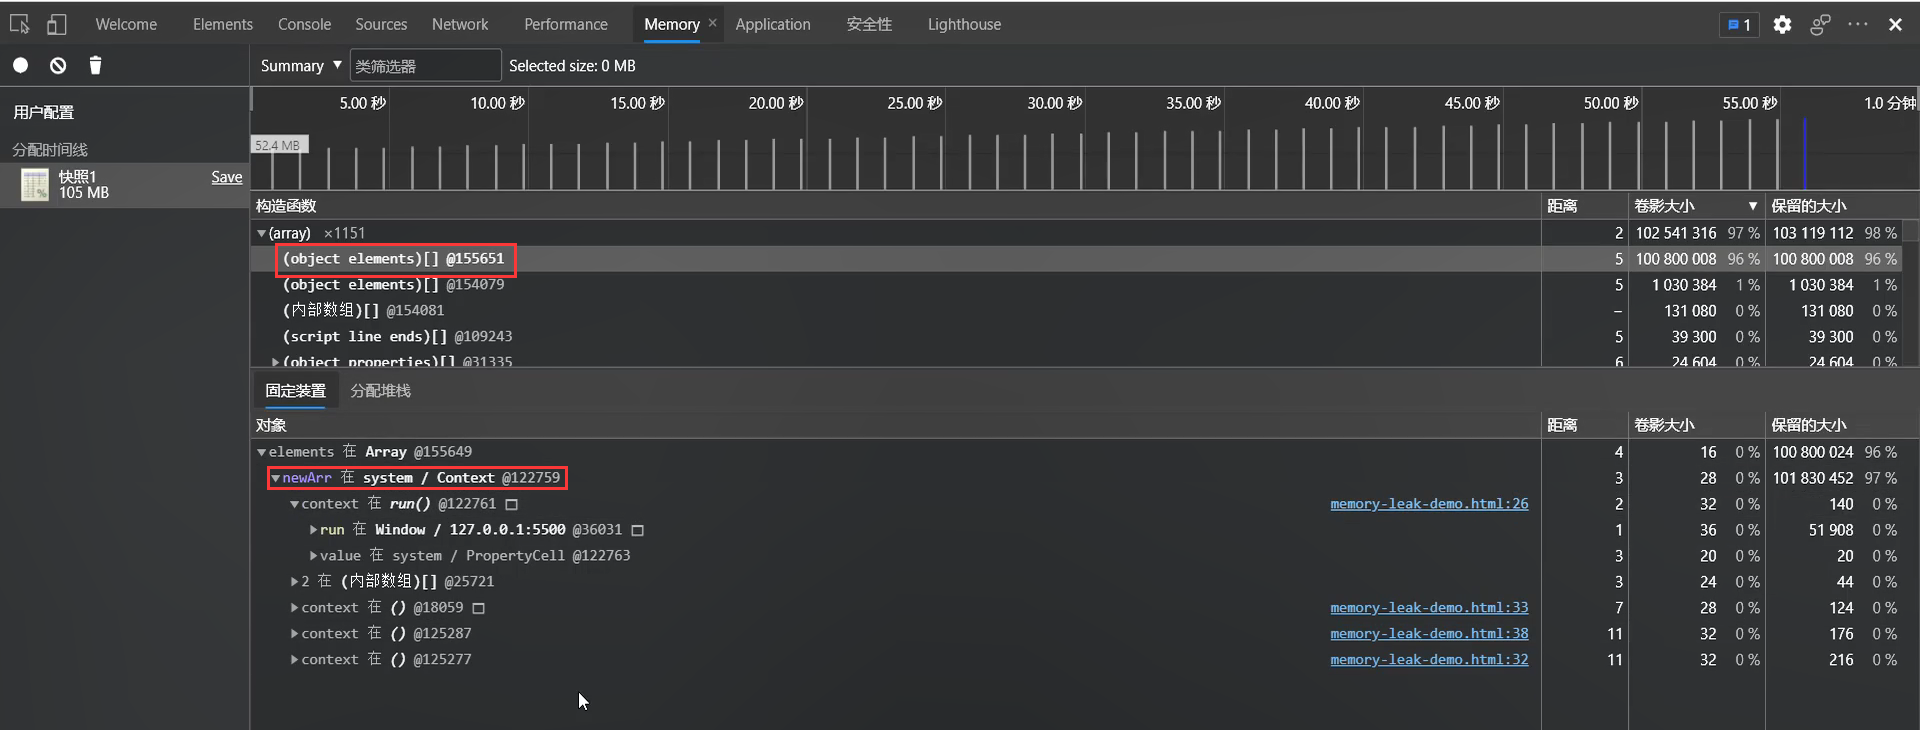 Welcome Elements Console Sources Network Performance Memory × Application 安全性 Lighthouse 1 ··· ×
Summary ▼ 类筛选器 Selected size: 0 MB
用户配置
分配时间线
快照1
105 MB
Save
5.00 秒 10.00 秒 15.00 秒 20.00 秒 25.00 秒 30.00 秒 35.00 秒 40.00 秒 45.00 秒 50.00 秒 55.00 秒 1.0 分钟
52.4 MB
构造函数 距离 卷影大小 ▼ 保留的大小
▼(array) ×1151 2 102 541 316 97 % 103 119 112 98 %
(object elements)[] @155651 5 100 800 008 96 % 100 800 008 96 %
(object elements)[] @154079 5 1 030 384 1 % 1 030 384 1 %
(内部数组)[] @154081 – 131 080 0 % 131 080 0 %
(script line ends)[] @109243 5 39 300 0 % 39 300 0 %
▶(object properties)[] @31335 6 24 604 0 % 24 604 0 %
固定装置 分配堆栈
对象 距离 卷影大小 保留的大小
▼elements 在 Array @155649 4 16 0 % 100 800 024 96 %
▼newArr 在 system / Context @122759 3 28 0 % 101 830 452 97 %
▼context 在 run() @122761 memory-leak-demo.html:26 2 32 0 % 140 0 %
▶run 在 Window / 127.0.0.1:5500 @36031 1 36 0 % 51 908 0 %
▶value 在 system / PropertyCell @122763 3 20 0 % 20 0 %
▶2 在 (内部数组)[] @25721 3 24 0 % 44 0 %
▶context 在 () @18059 memory-leak-demo.html:33 7 28 0 % 124 0 %
▶context 在 () @125287 memory-leak-demo.html:38 11 32 0 % 176 0 %
▶context 在 () @125277 memory-leak-demo.html:32 11 32 0 % 216 0 %